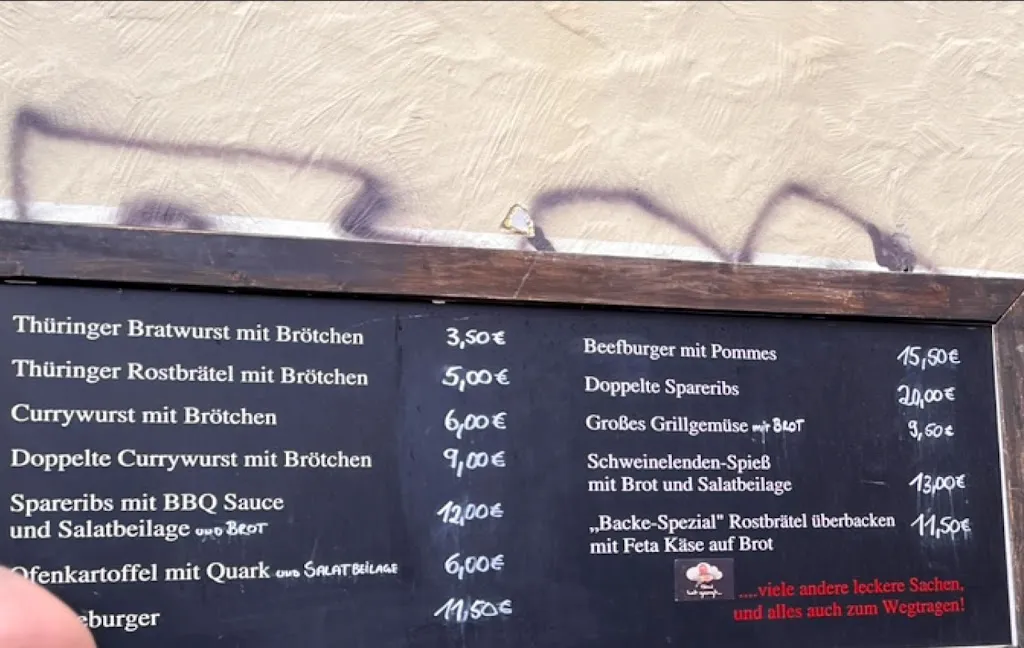 Thüringer Bratwurst mit Brötchen 3,50€
Thüringer Rostbrätel mit Brötchen 5,00€
Currywurst mit Brötchen 6,00€
Doppelte Currywurst mit Brötchen 9,00€
Spareribs mit BBQ Sauce
und Salatbeilage UND BROT 12,00€
Ofenkartoffel mit Quark UND SALATBEILAGE 6,00€
eburger 11,50€
Beefburger mit Pommes 15,50€
Doppelte Spareribs 20,00€
Großes Grillgemüse mit BROT 9,50€
Schweinelenden-Spieß
mit Brot und Salatbeilage 13,00€
„Backe-Spezial" Rostbrätel überbacken 11,50€
mit Feta Käse auf Brot
....viele andere leckere Sachen,
und alles auch zum Wegtragen!